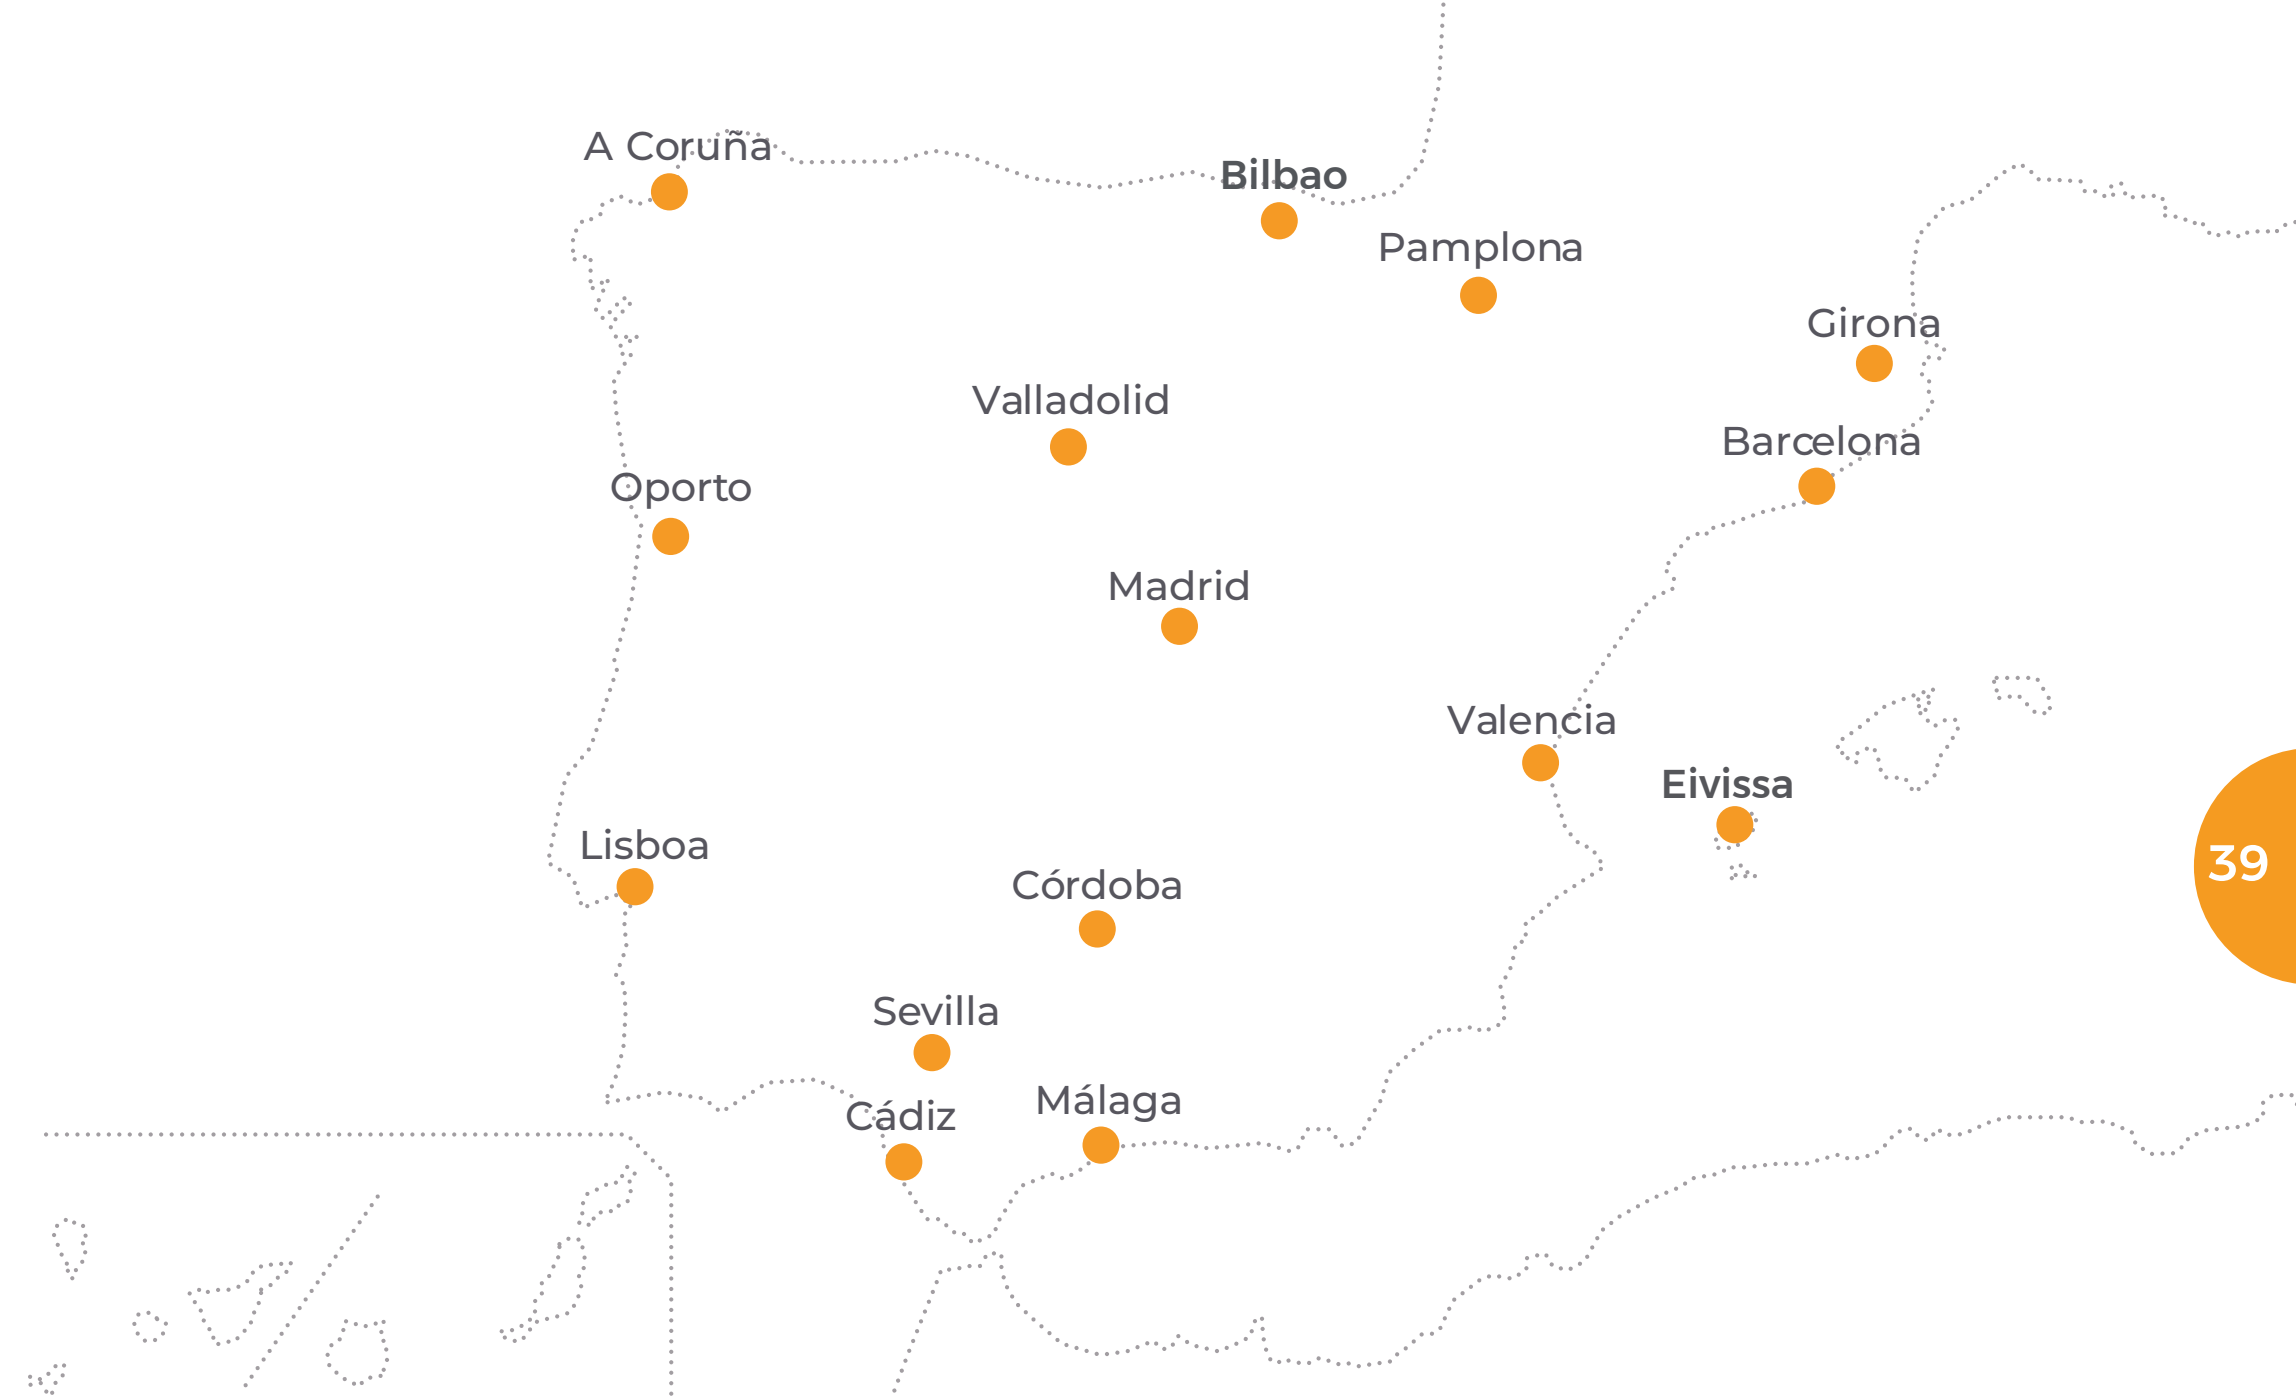 A Coruña
Bilbao
Pamplona
Girona
Valladolid
Barcelona
Oporto
Madrid
Valencia
Eivissa
Lisboa
39
Córdoba
Sevilla
Málaga
Cádiz